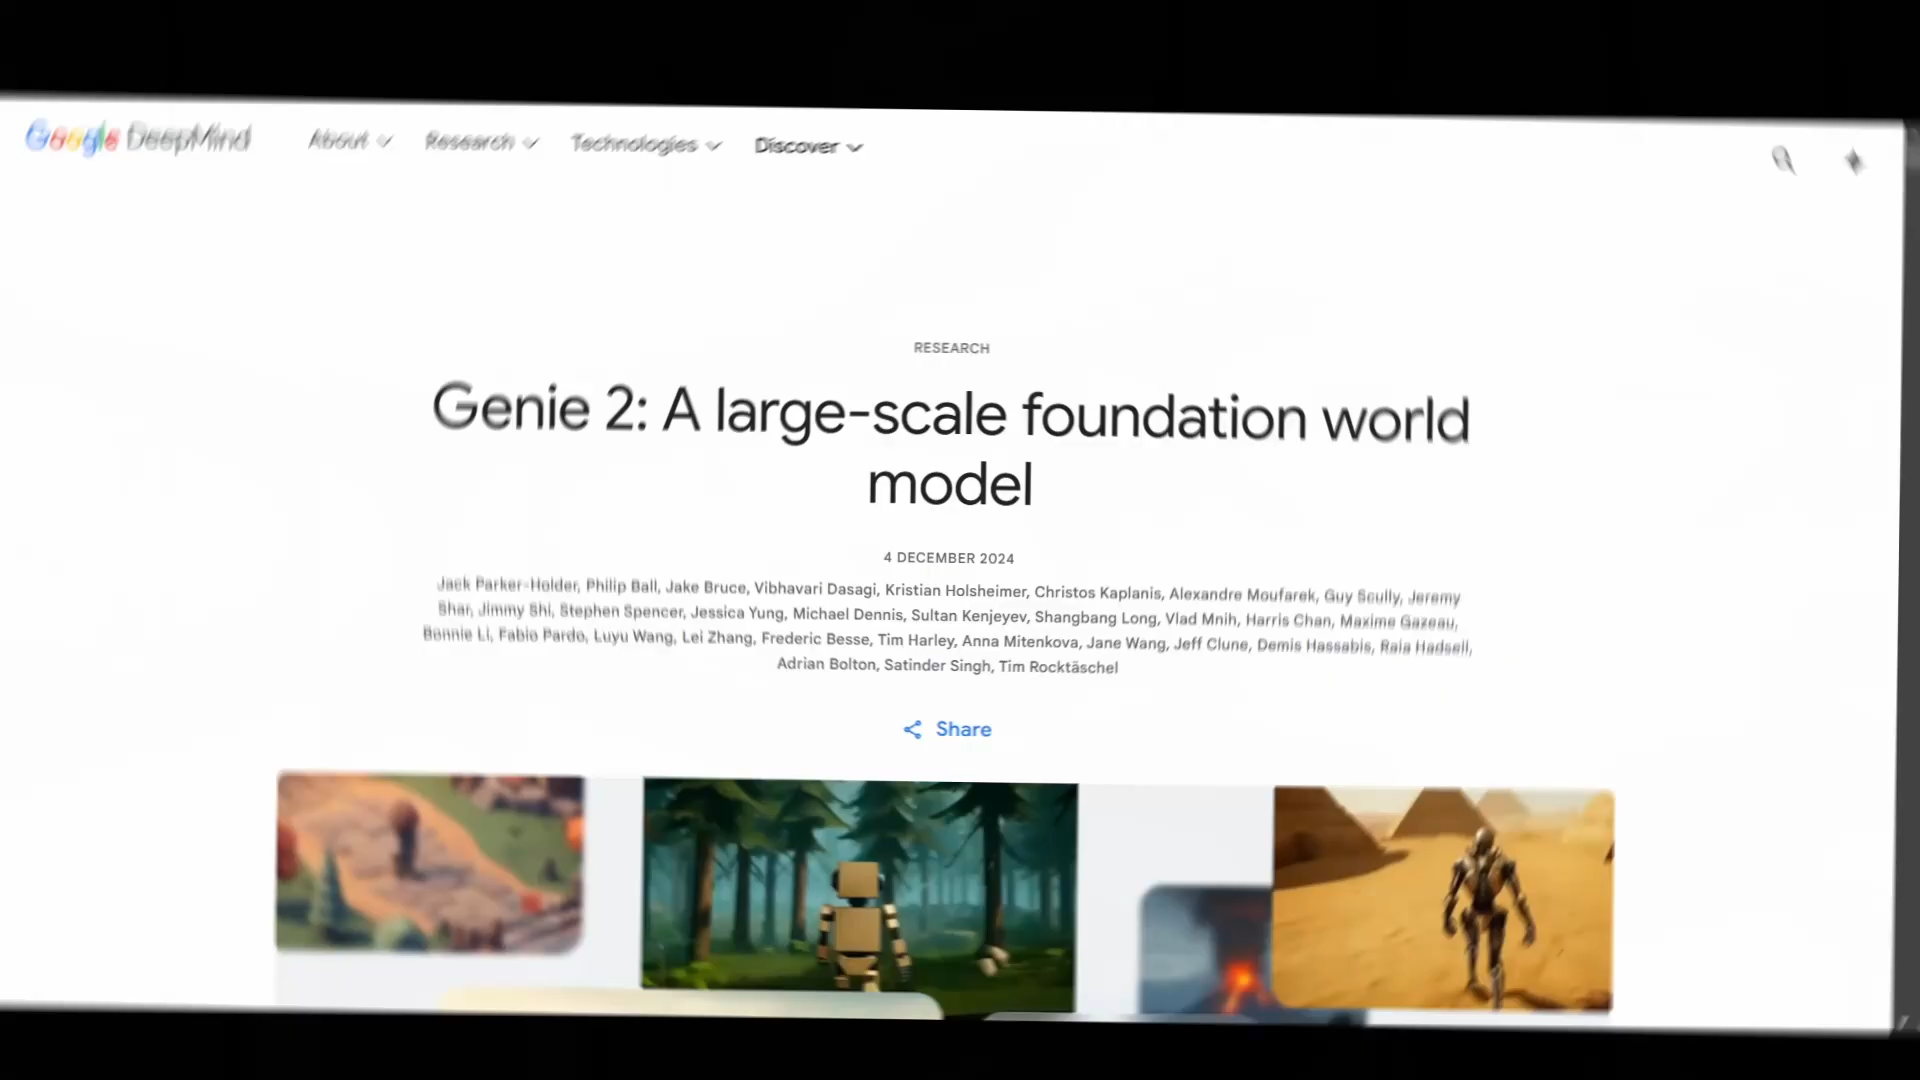 Google DeepMind About Research Technologies Discover
RESEARCH
Genie 2: A large-scale foundation world
model
4 DECEMBER 2024
Jack Parker-Holder, Philip Ball, Jake Bruce, Vibhavari Dasagi, Kristian Holsheimer, Christos Kaplanis, Alexandre Moufarek, Guy Scully, Jeremy
Shar, Jimmy Shi, Stephen Spencer, Jessica Yung, Michael Dennis, Sultan Kenjeyev, Shangbang Long, Vlad Mnih, Harris Chan, Maxime Gazeau,
Bonnie Li, Fabio Pardo, Luyu Wang, Lei Zhang, Frederic Besse, Tim Harley, Anna Mitenkova, Jane Wang, Jeff Clune, Demis Hassabis, Raia Hadsell,
Adrian Bolton, Satinder Singh, Tim Rocktäschel
Share